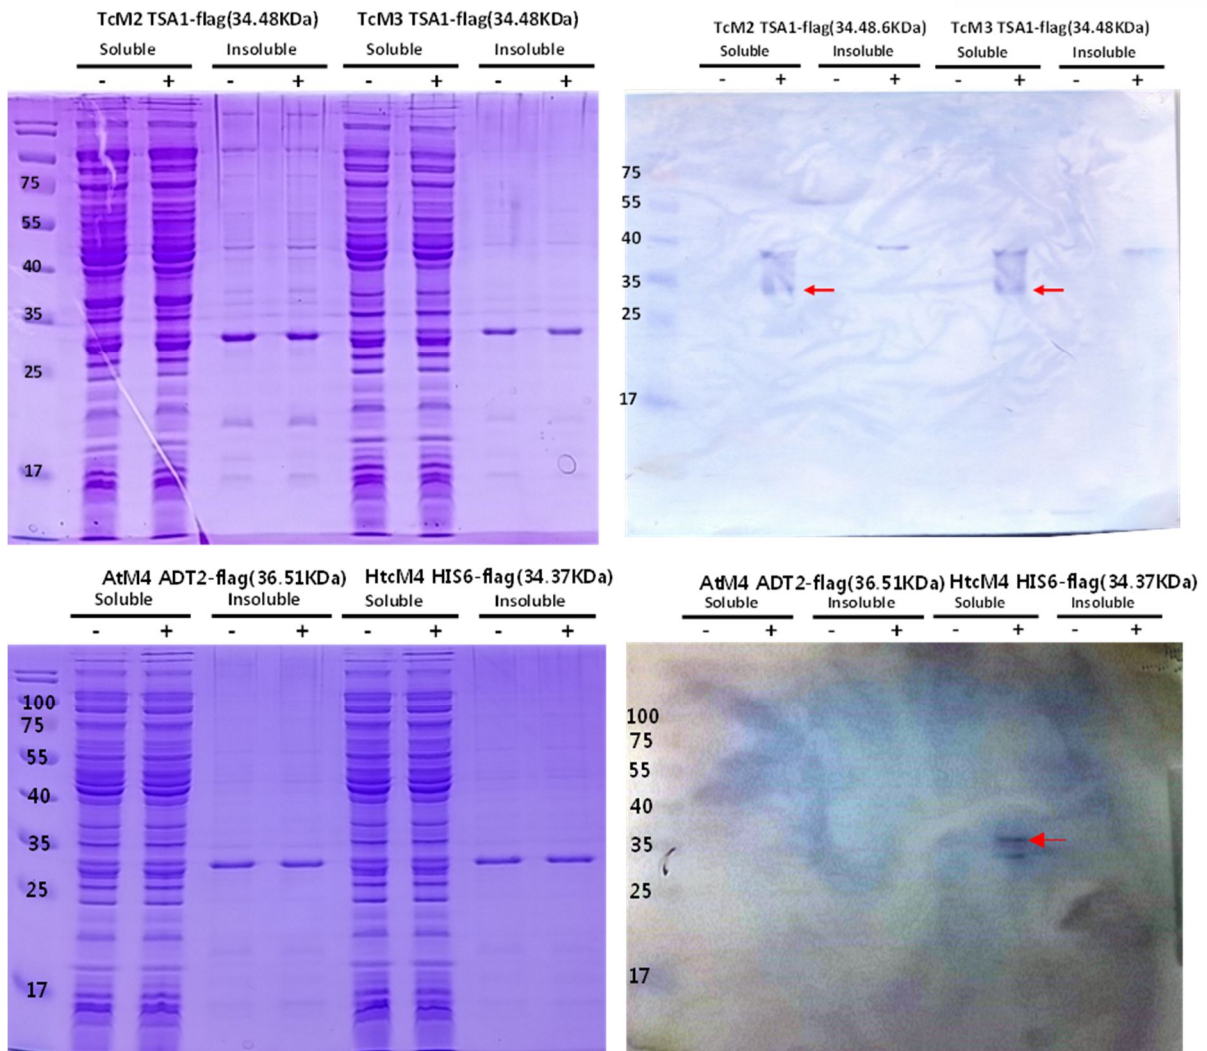 TcM2 TSA1-flag(34.48KDa) TcM3 TSA1-flag(34.48KDa)
Soluble Insoluble Soluble Insoluble
- + - + - + - +
75
55
40
35
25
17
TcM2 TSA1-flag(34.48.6KDa) TcM3 TSA1-flag(34.48KDa)
Soluble Insoluble Soluble Insoluble
- + - + - + - +
75
55
40
35
25
17
AtM4 ADT2-flag(36.51KDa) HtcM4 HIS6-flag(34.37KDa)
Soluble Insoluble Soluble Insoluble
- + - + - + - +
100
75
55
40
35
25
17
AtM4 ADT2-flag(36.51KDa) HtcM4 HIS6-flag(34.37KDa)
Soluble Insoluble Soluble Insoluble
- + - + - + - +
100
75
55
40
35
25
17